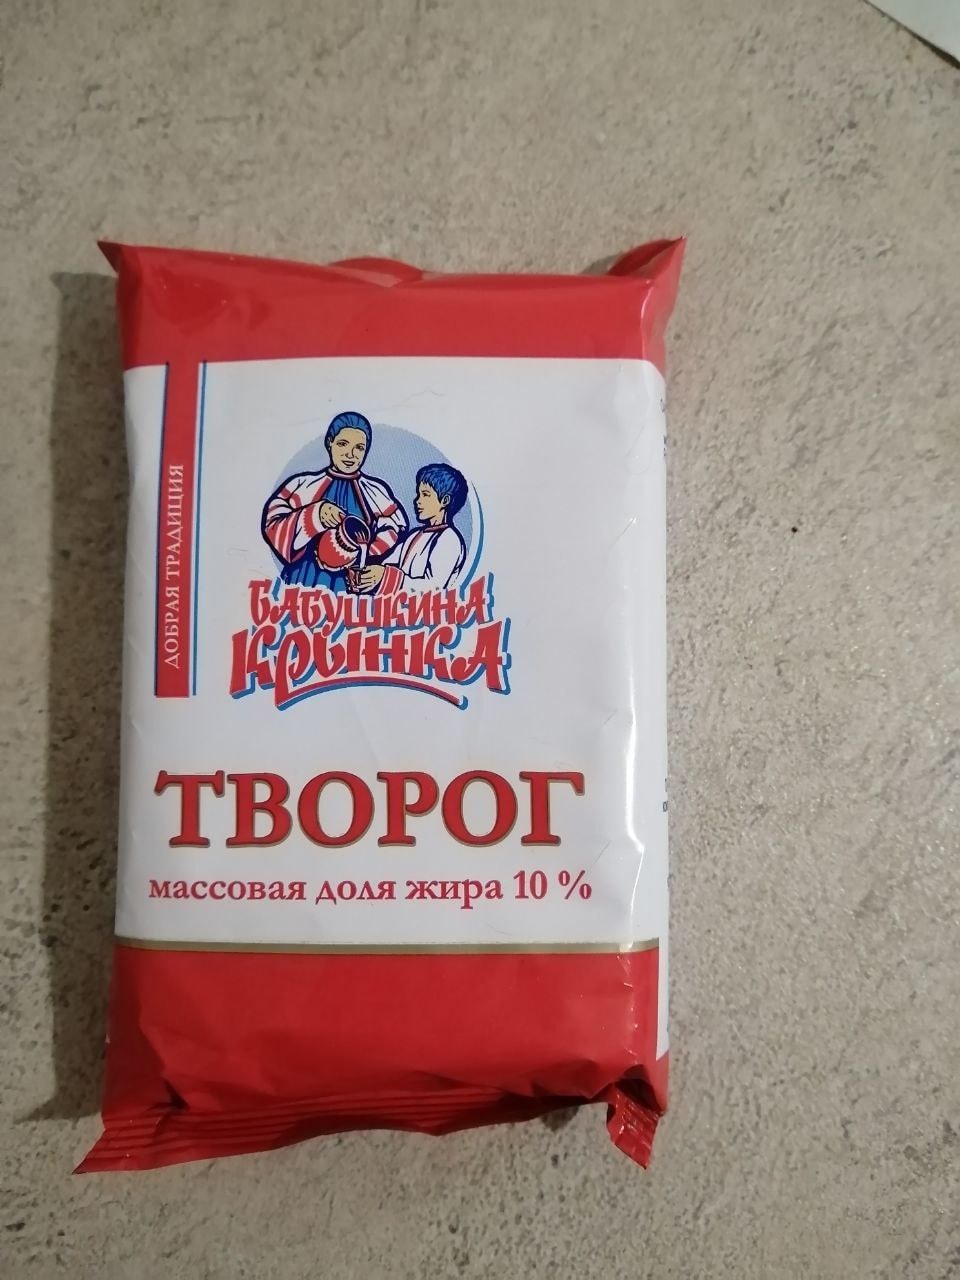 ДОБРАЯ ТРАДИЦИЯ
БАБУШКИНА
КРЫНКА
ТВОРОГ
массовая доля жира 10 %